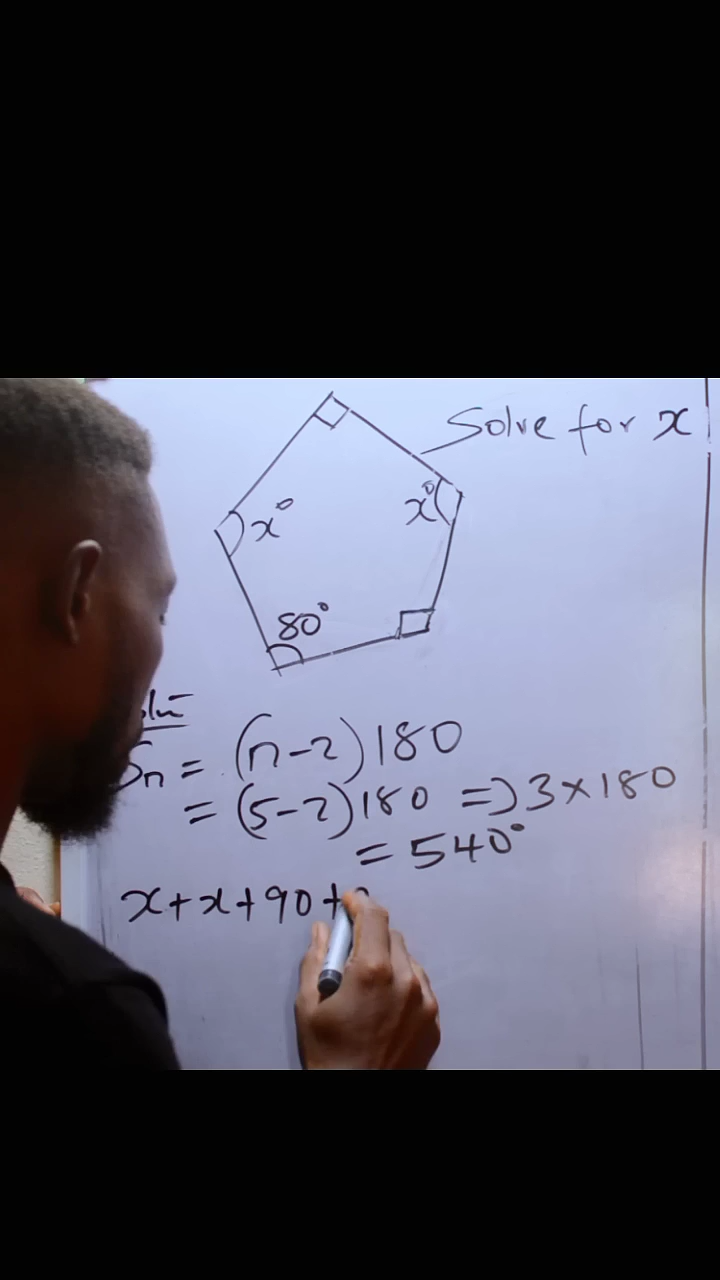 Solve for x
x° x°
80°
Sn = (n-2)180
= (5-2)180 => 3×180
= 540°
x+x+90+